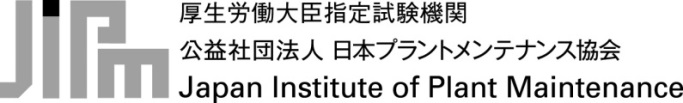 JIPM
厚生労働大臣指定試験機関
公益社団法人 日本プラントメンテナンス協会
Japan Institute of Plant Maintenance